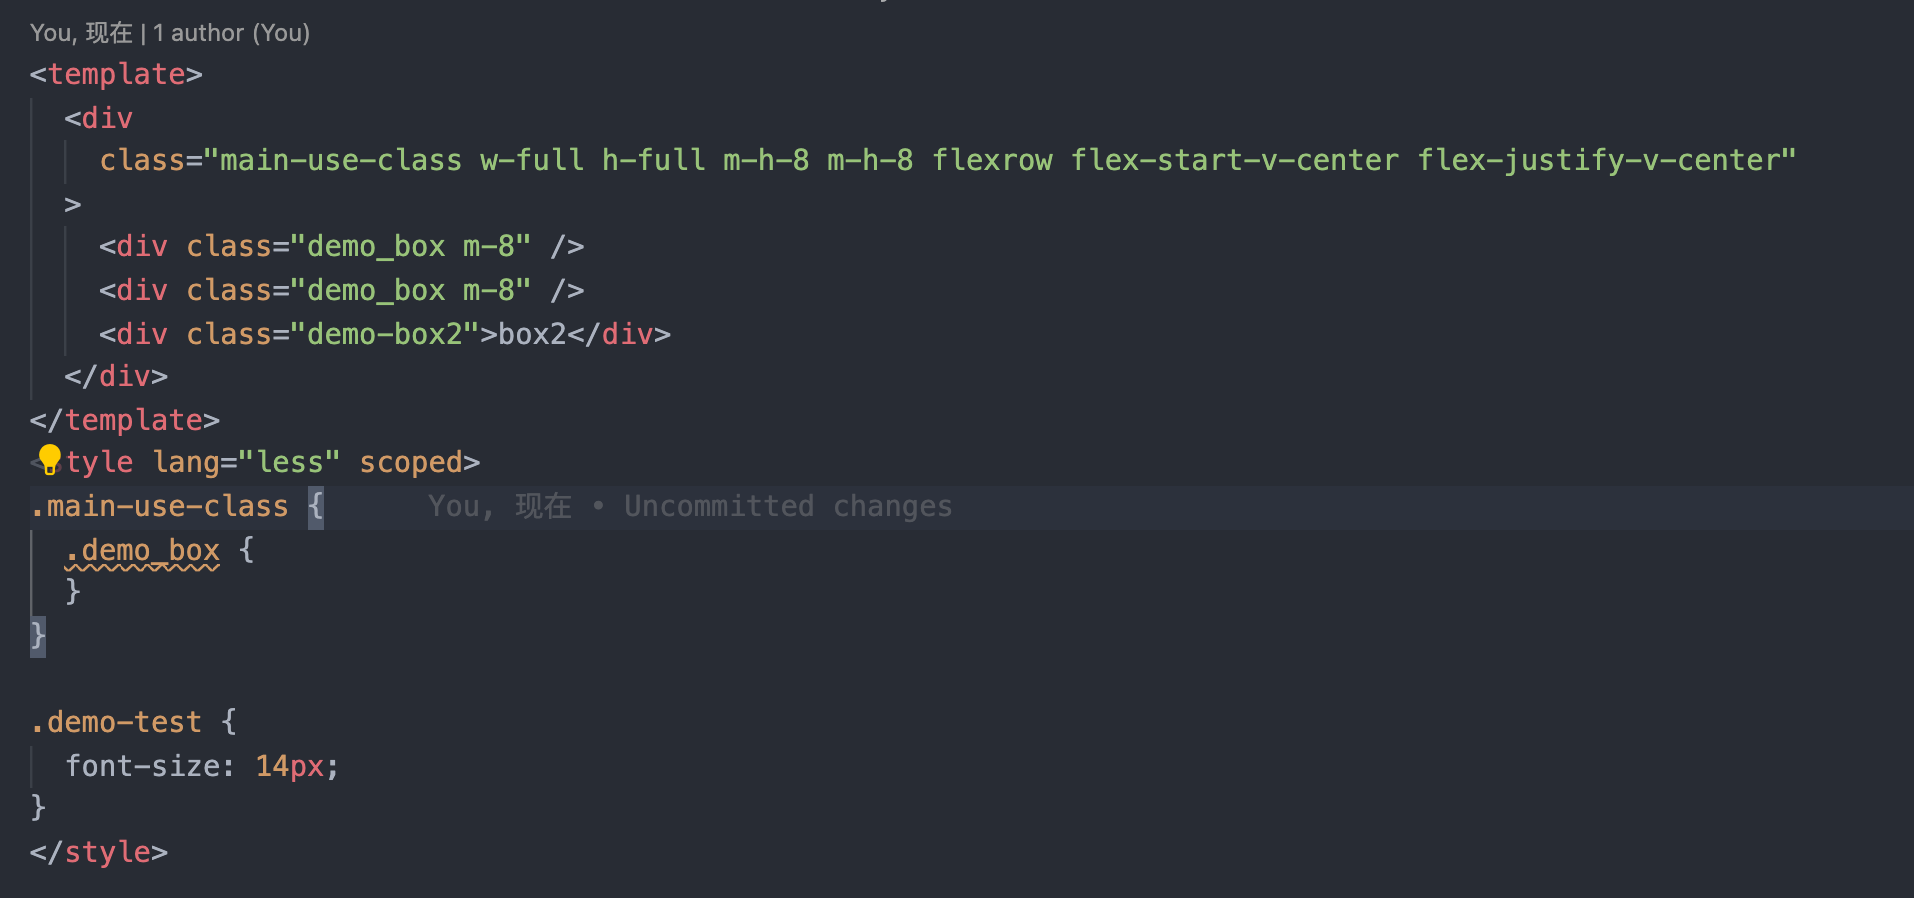 You, 现在 | 1 author (You)
<template>
  <div
    class="main-use-class w-full h-full m-h-8 m-h-8 flexrow flex-start-v-center flex-justify-v-center"
  >
    <div class="demo_box m-8" />
    <div class="demo_box m-8" />
    <div class="demo-box2">box2</div>
  </div>
</template>
<style lang="less" scoped>
.main-use-class {      You, 现在 • Uncommitted changes
  .demo_box {
  }
}
.demo-test {
  font-size: 14px;
}
</style>